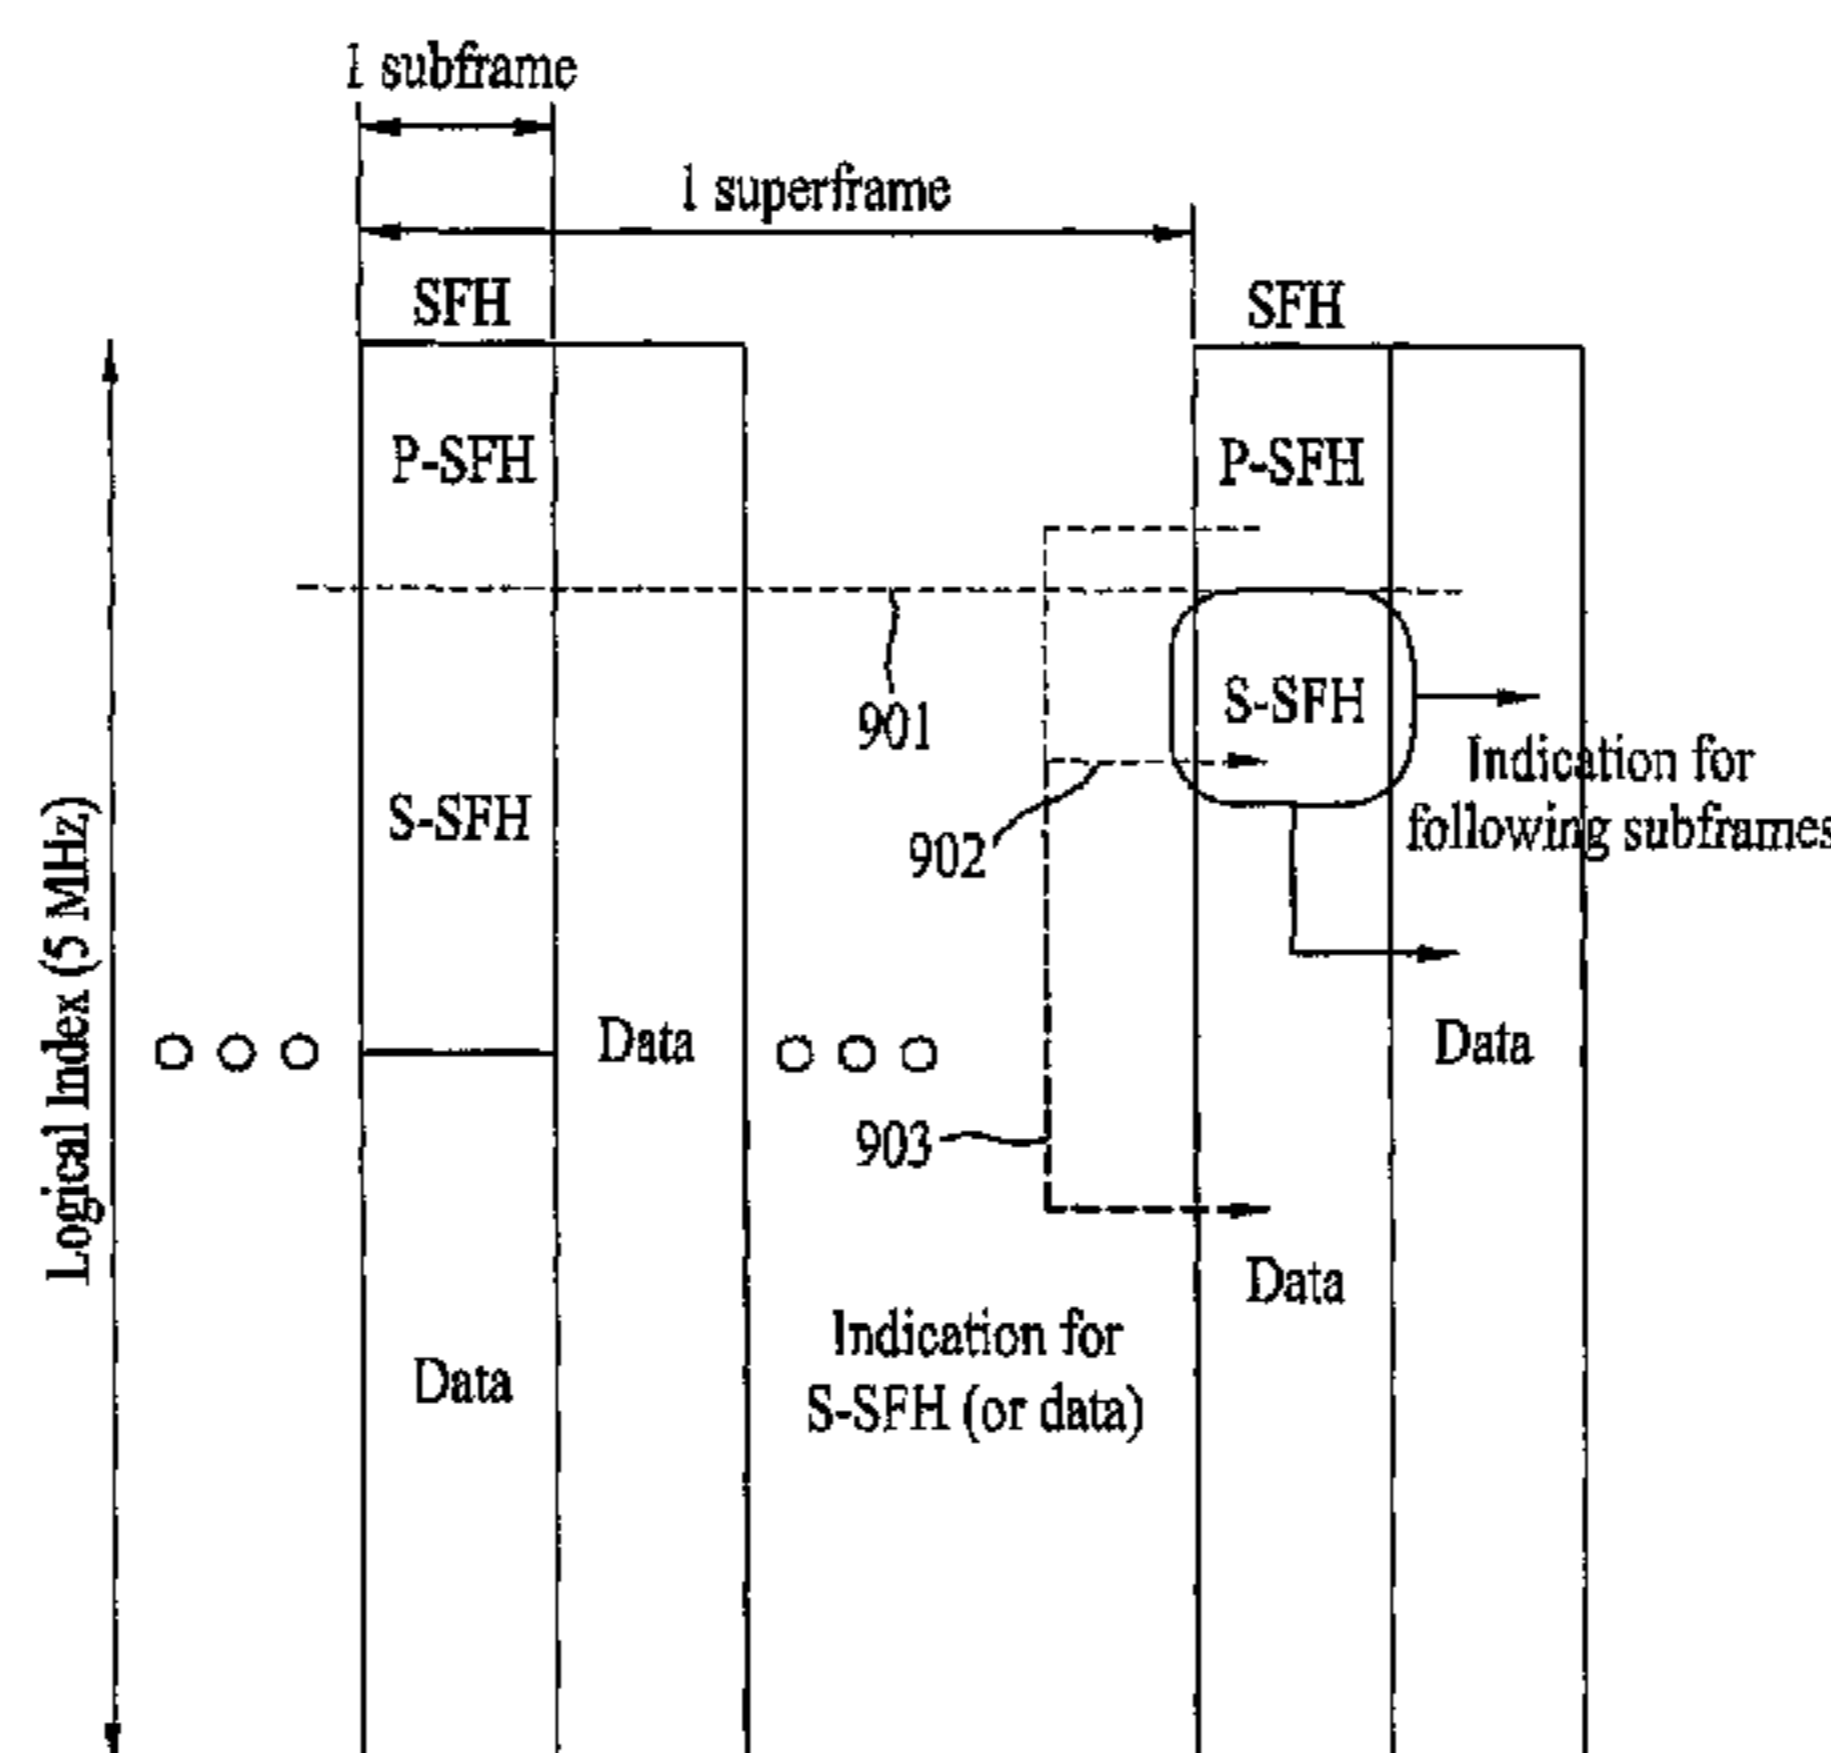 1 subframe
1 superframe
SFH
SFH
P-SFH
P-SFH
S-SFH
901
Indication for
following subframes
S-SFH
902
Logical Index (5 MHz)
Data
Data
903
Data
Indication for
S-SFH (or data)
Data